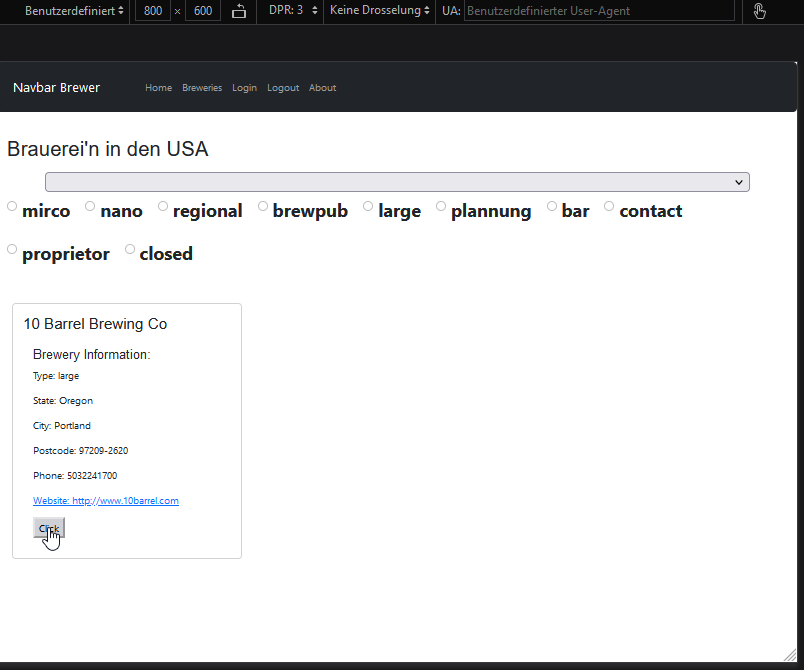 Benutzerdefiniert 800 × 600 DPR: 3 Keine Drosselung UA: Benutzerdefinierter User-Agent
Navbar Brewer Home Breweries Login Logout About
Brauerei'n in den USA
mirco nano regional brewpub large plannung bar contact
proprietor closed
10 Barrel Brewing Co
Brewery Information:
Type: large
State: Oregon
City: Portland
Postcode: 97209-2620
Phone: 5032241700
Website: http://www.10barrel.com
Click